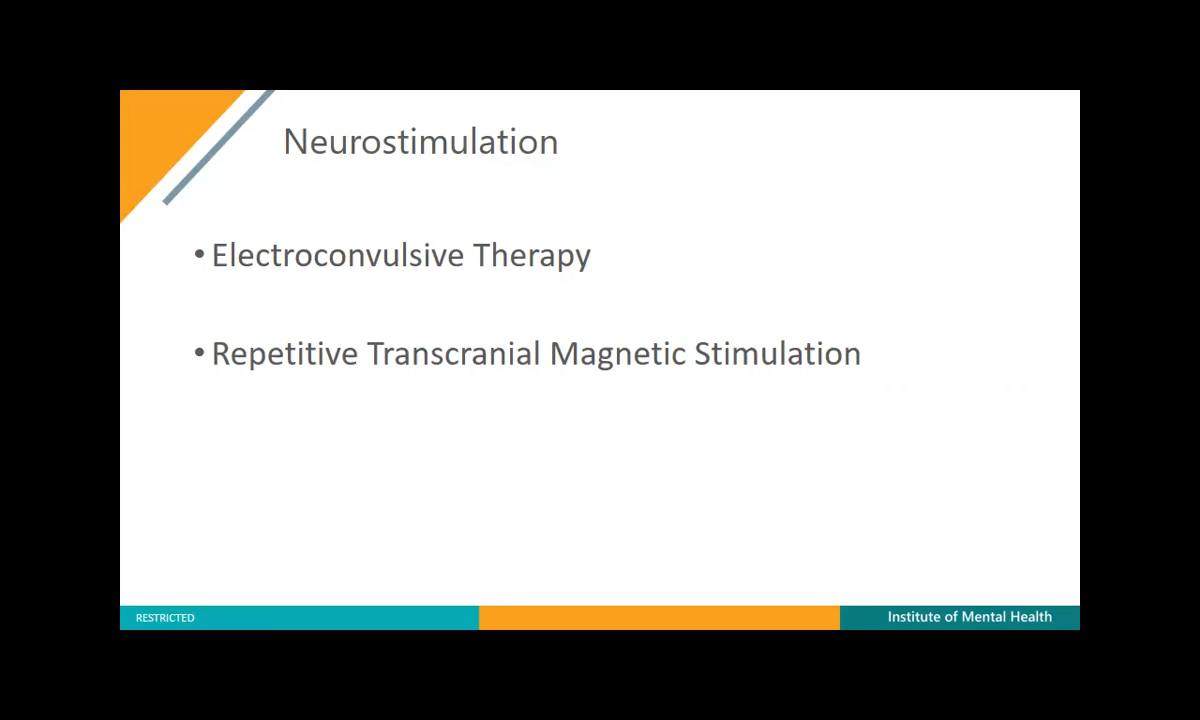 Neurostimulation
• Electroconvulsive Therapy
• Repetitive Transcranial Magnetic Stimulation
RESTRICTED
Institute of Mental Health